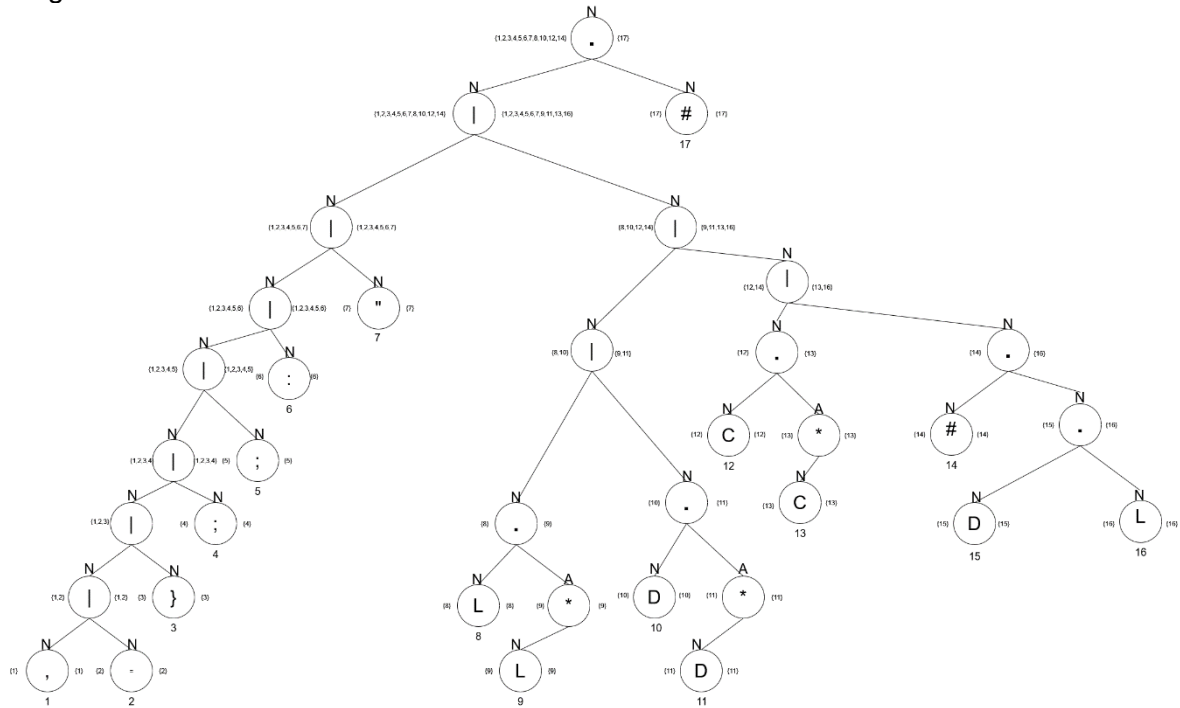 N
{1,2,3,4,5,6,7,8,10,12,14} . {17}
N N
{1,2,3,4,5,6,7,8,10,12,14} | {1,2,3,4,5,6,7,9,11,13,16} {17} # {17}
17
N N
{1,2,3,4,5,6,7} | {1,2,3,4,5,6,7} {8,10,12,14} | {9,11,13,16}
N
{12,14} | {13,16}
N N
{1,2,3,4,5,6} | {1,2,3,4,5,6} {7} " {7}
7
N N N
{8,10} | {9,11} {12} . {13} {14} . {16}
N N
{1,2,3,4,5} | {1,2,3,4,5} {6} : {6}
6
N A N N
{12} C {12} {13} * {13} {14} # {14} {15} . {16}
12 14
N N
{1,2,3,4} | {1,2,3,4} {5} ; {5}
5
N N N
{13} C {13} {15} D {15} {16} L {16}
13 15 16
N N N N
{1,2,3} | {4} ; {4} {8} . {9} {10} . {11}
4
N N N A N A
{1,2} | {1,2} {3} } {3} {8} L {8} {9} * {9} {10} D {10} {11} * {11}
3 8 10
N N N N
{1} , {1} {2} = {2} {9} L {9} {11} D {11}
1 2 9 11